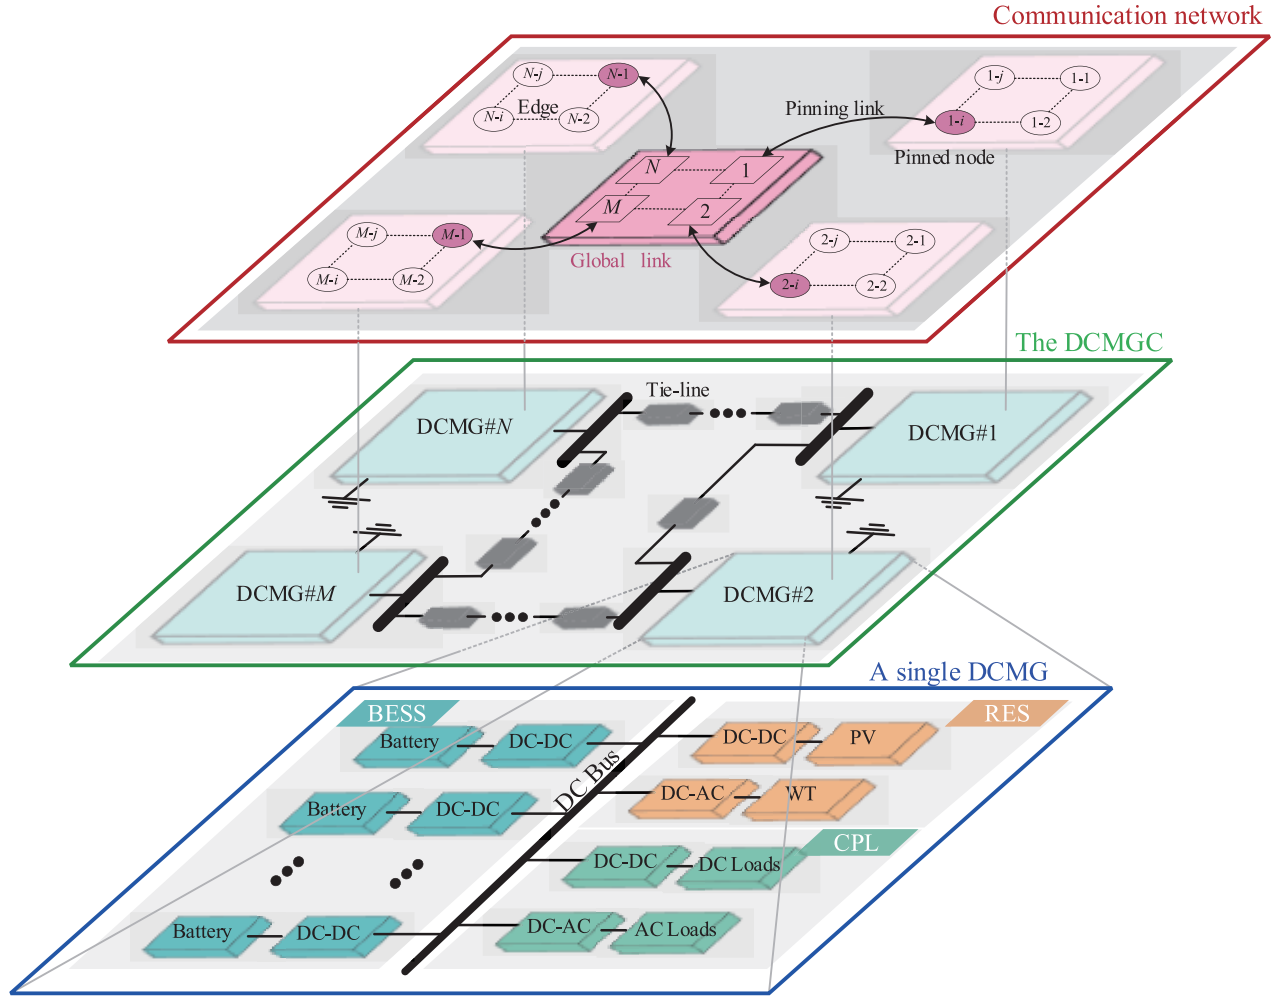 Communication network
N-j
N-1
Edge
N-i
N-2
Pinning link
1-j
1-1
1-i
1-2
Pinned node
N
1
M
2
Global link
M-j
M-1
M-i
M-2
2-j
2-1
2-i
2-2
The DCMGC
Tie-line
DCMG#N
DCMG#1
DCMG#M
DCMG#2
A single DCMG
BESS
RES
Battery
DC-DC
DC-DC
PV
DC Bus
Battery
DC-DC
DC-AC
WT
CPL
DC-DC
DC Loads
Battery
DC-DC
DC-AC
AC Loads